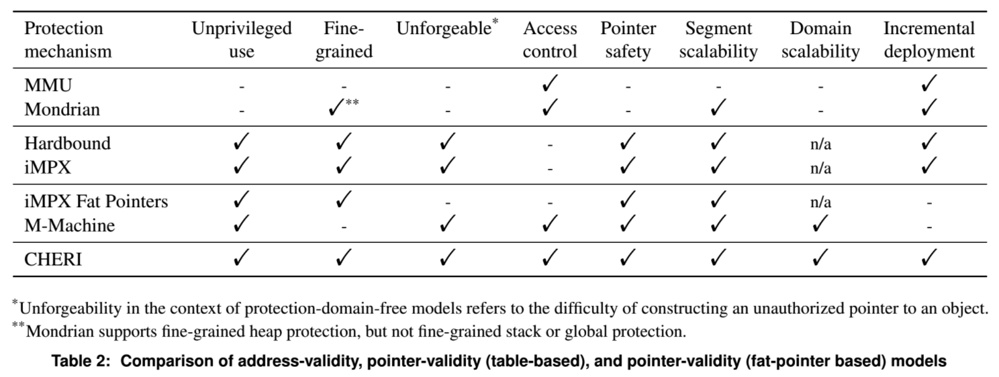 Protection mechanism | Unprivileged use | Fine-grained | Unforgeable* | Access control | Pointer safety | Segment scalability | Domain scalability | Incremental deployment
MMU - - - ✓ - - - ✓
Mondrian - ✓** - ✓ - ✓ - ✓
Hardbound ✓ ✓ ✓ - ✓ ✓ n/a ✓
iMPX ✓ ✓ ✓ - ✓ ✓ n/a ✓
iMPX Fat Pointers ✓ ✓ - - ✓ ✓ n/a -
M-Machine ✓ - ✓ ✓ ✓ ✓ ✓ -
CHERI ✓ ✓ ✓ ✓ ✓ ✓ ✓ ✓
*Unforgeability in the context of protection-domain-free models refers to the difficulty of constructing an unauthorized pointer to an object.
**Mondrian supports fine-grained heap protection, but not fine-grained stack or global protection.
Table 2: Comparison of address-validity, pointer-validity (table-based), and pointer-validity (fat-pointer based) models